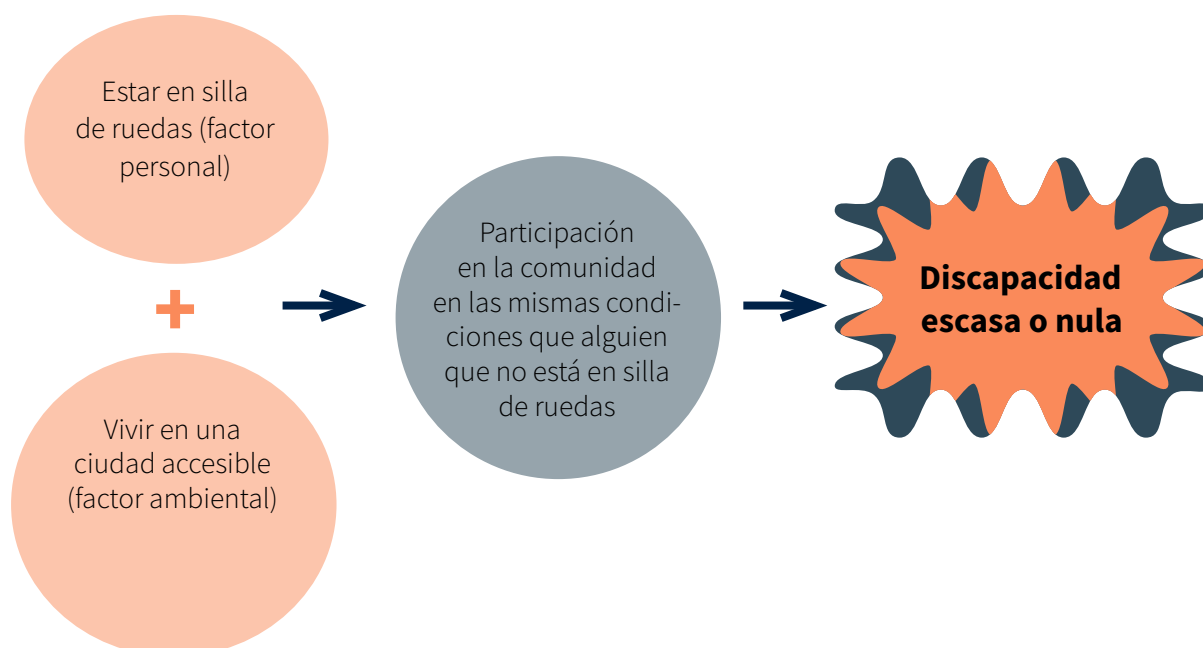 Estar en silla
de ruedas (factor
personal)
+
Vivir en una
ciudad accesible
(factor ambiental)
Participación
en la comunidad
en las mismas condi-
ciones que alguien
que no está en silla
de ruedas
Discapacidad
escasa o nula